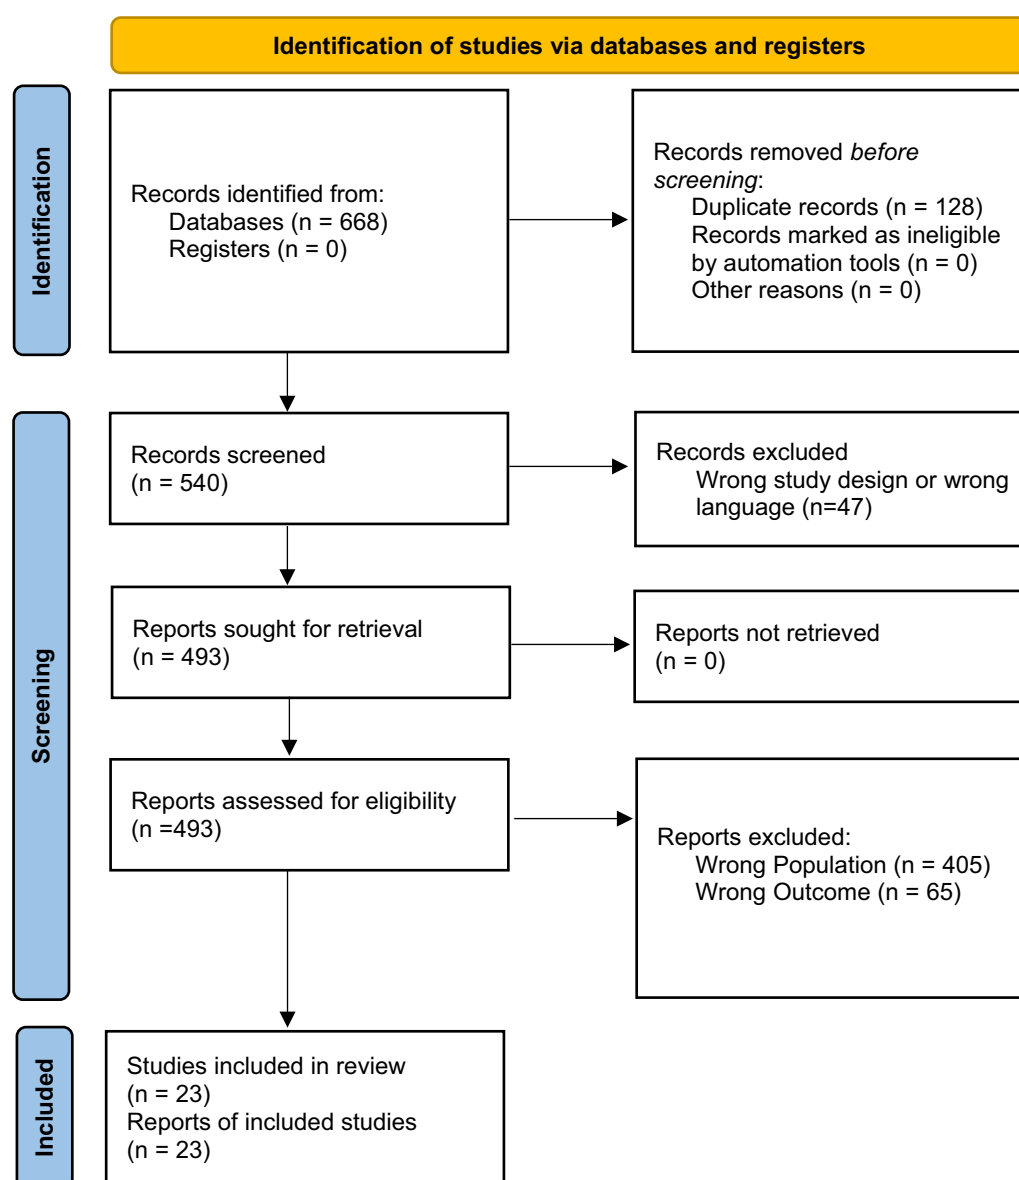 Identification of studies via databases and registers
Identification
Records identified from:
Databases (n = 668)
Registers (n = 0)
Records removed before
screening:
Duplicate records (n = 128)
Records marked as ineligible
by automation tools (n = 0)
Other reasons (n = 0)
Screening
Records screened
(n = 540)
Records excluded
Wrong study design or wrong
language (n=47)
Reports sought for retrieval
(n = 493)
Reports not retrieved
(n = 0)
Reports assessed for eligibility
(n =493)
Reports excluded:
Wrong Population (n = 405)
Wrong Outcome (n = 65)
Included
Studies included in review
(n = 23)
Reports of included studies
(n = 23)